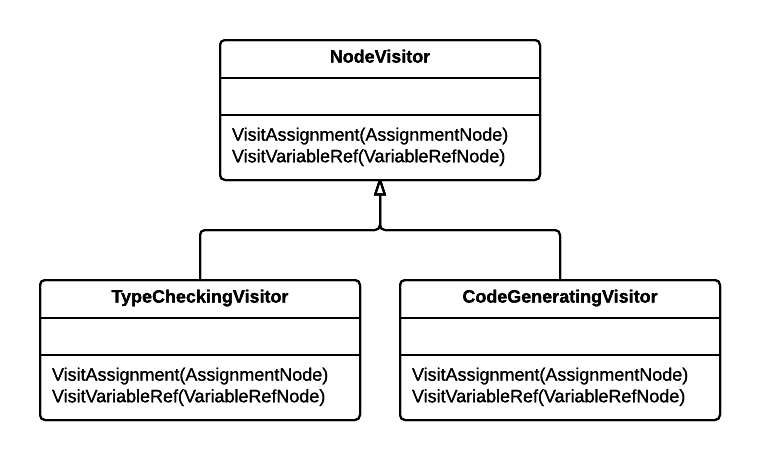 NodeVisitor
VisitAssignment(AssignmentNode)
VisitVariableRef(VariableRefNode)
TypeCheckingVisitor
VisitAssignment(AssignmentNode)
VisitVariableRef(VariableRefNode)
CodeGeneratingVisitor
VisitAssignment(AssignmentNode)
VisitVariableRef(VariableRefNode)